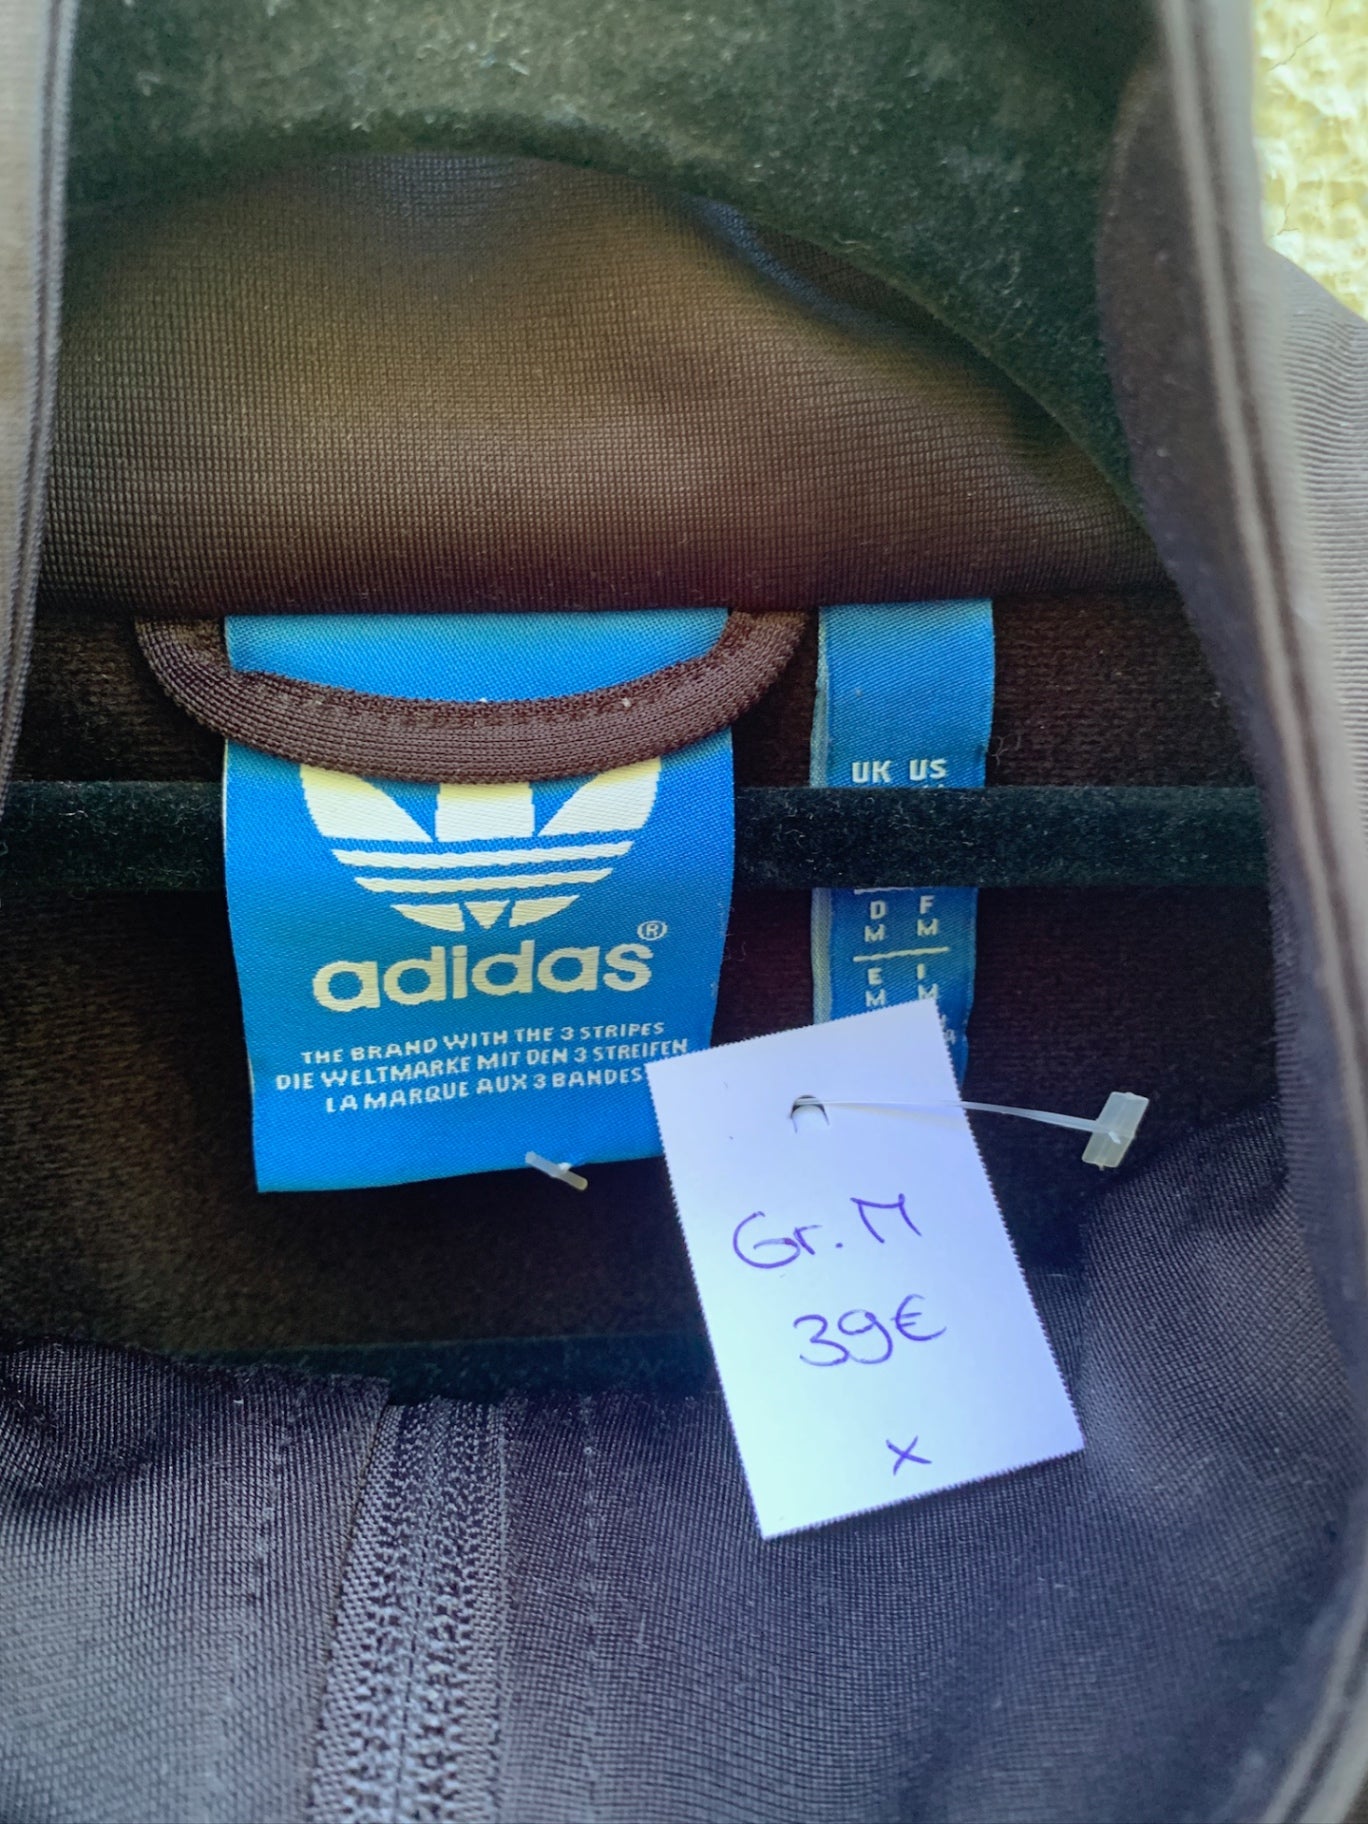 adidas®
THE BRAND WITH THE 3 STRIPES
DIE WELTMARKE MIT DEN 3 STREIFEN
LA MARQUE AUX 3 BANDES
UK US
D F
M M
E I
M M
Gr. M
39€
x